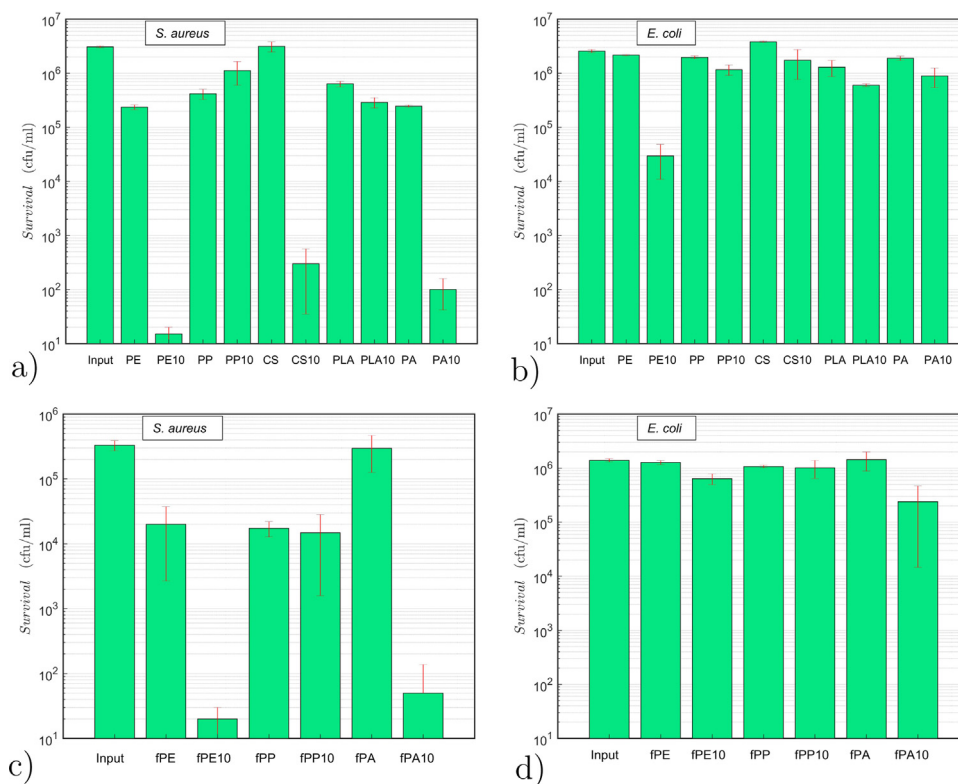 S. aureus
10^7
10^6
10^5
10^4
10^3
10^2
10^1
Survival (cfu/ml)
Input PE PE10 PP PP10 CS CS10 PLA PLA10 PA PA10
a)
E. coli
10^7
10^6
10^5
10^4
10^3
10^2
10^1
Survival (cfu/ml)
Input PE PE10 PP PP10 CS CS10 PLA PLA10 PA PA10
b)
S. aureus
10^6
10^5
10^4
10^3
10^2
10^1
Survival (cfu/ml)
Input fPE fPE10 fPP fPP10 fPA fPA10
c)
E. coli
10^7
10^6
10^5
10^4
10^3
10^2
10^1
Survival (cfu/ml)
Input fPE fPE10 fPP fPP10 fPA fPA10
d)